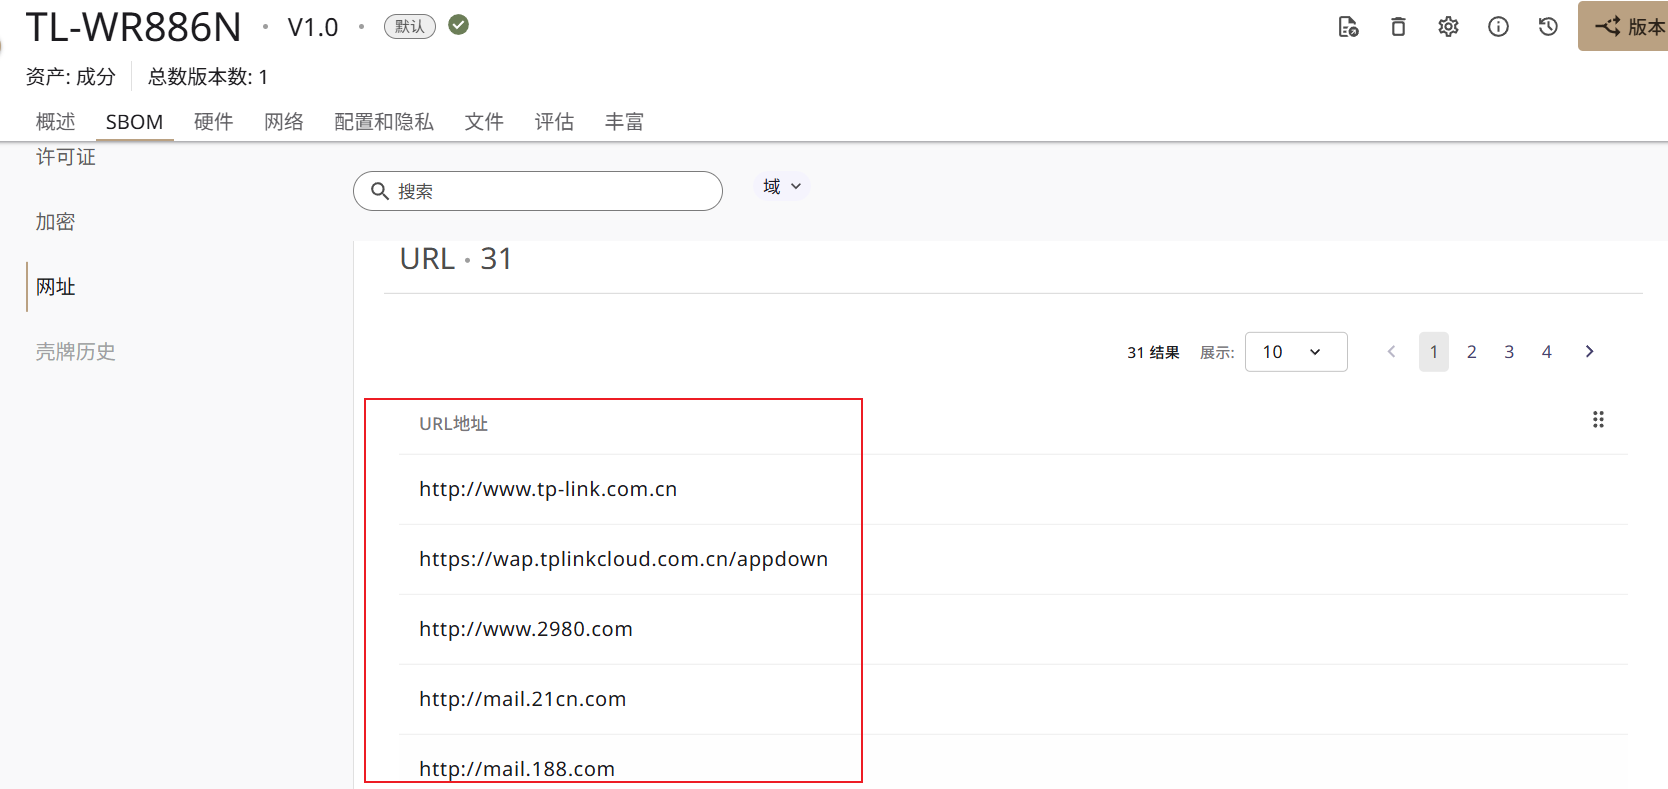 TL-WR886N • V1.0 • 默认
版本
资产: 成分 总数版本数: 1
概述 SBOM 硬件 网络 配置和隐私 文件 评估 丰富
许可证
加密
网址
壳牌历史
搜索 域
URL • 31
31 结果 展示: 10 1 2 3 4
URL地址
http://www.tp-link.com.cn
https://wap.tplinkcloud.com.cn/appdown
http://www.2980.com
http://mail.21cn.com
http://mail.188.com